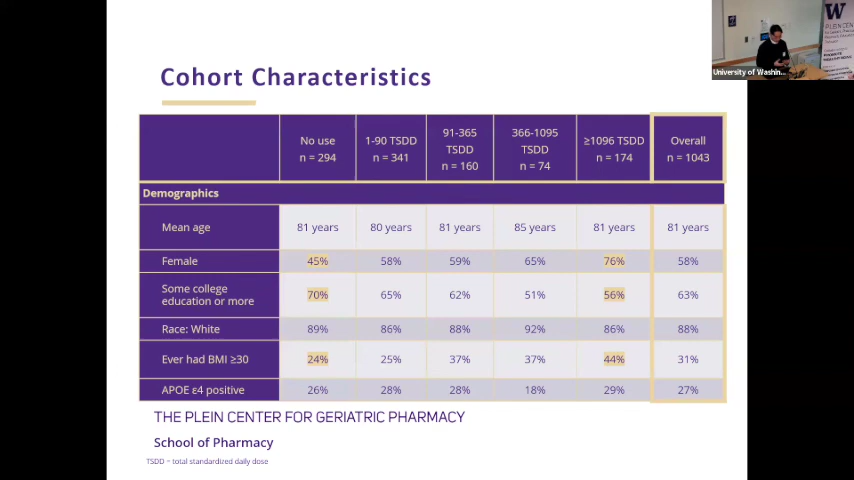 W
PLEIN CEN
University of Washin...
Cohort Characteristics
No use n = 294
1-90 TSDD n = 341
91-365 TSDD n = 160
366-1095 TSDD n = 74
≥1096 TSDD n = 174
Overall n = 1043
Demographics
Mean age 81 years 80 years 81 years 85 years 81 years 81 years
Female 45% 58% 59% 65% 76% 58%
Some college education or more 70% 65% 62% 51% 56% 63%
Race: White 89% 86% 88% 92% 86% 88%
Ever had BMI ≥30 24% 25% 37% 37% 44% 31%
APOE ε4 positive 26% 28% 28% 18% 29% 27%
THE PLEIN CENTER FOR GERIATRIC PHARMACY
School of Pharmacy
TSDD = total standardized daily dose